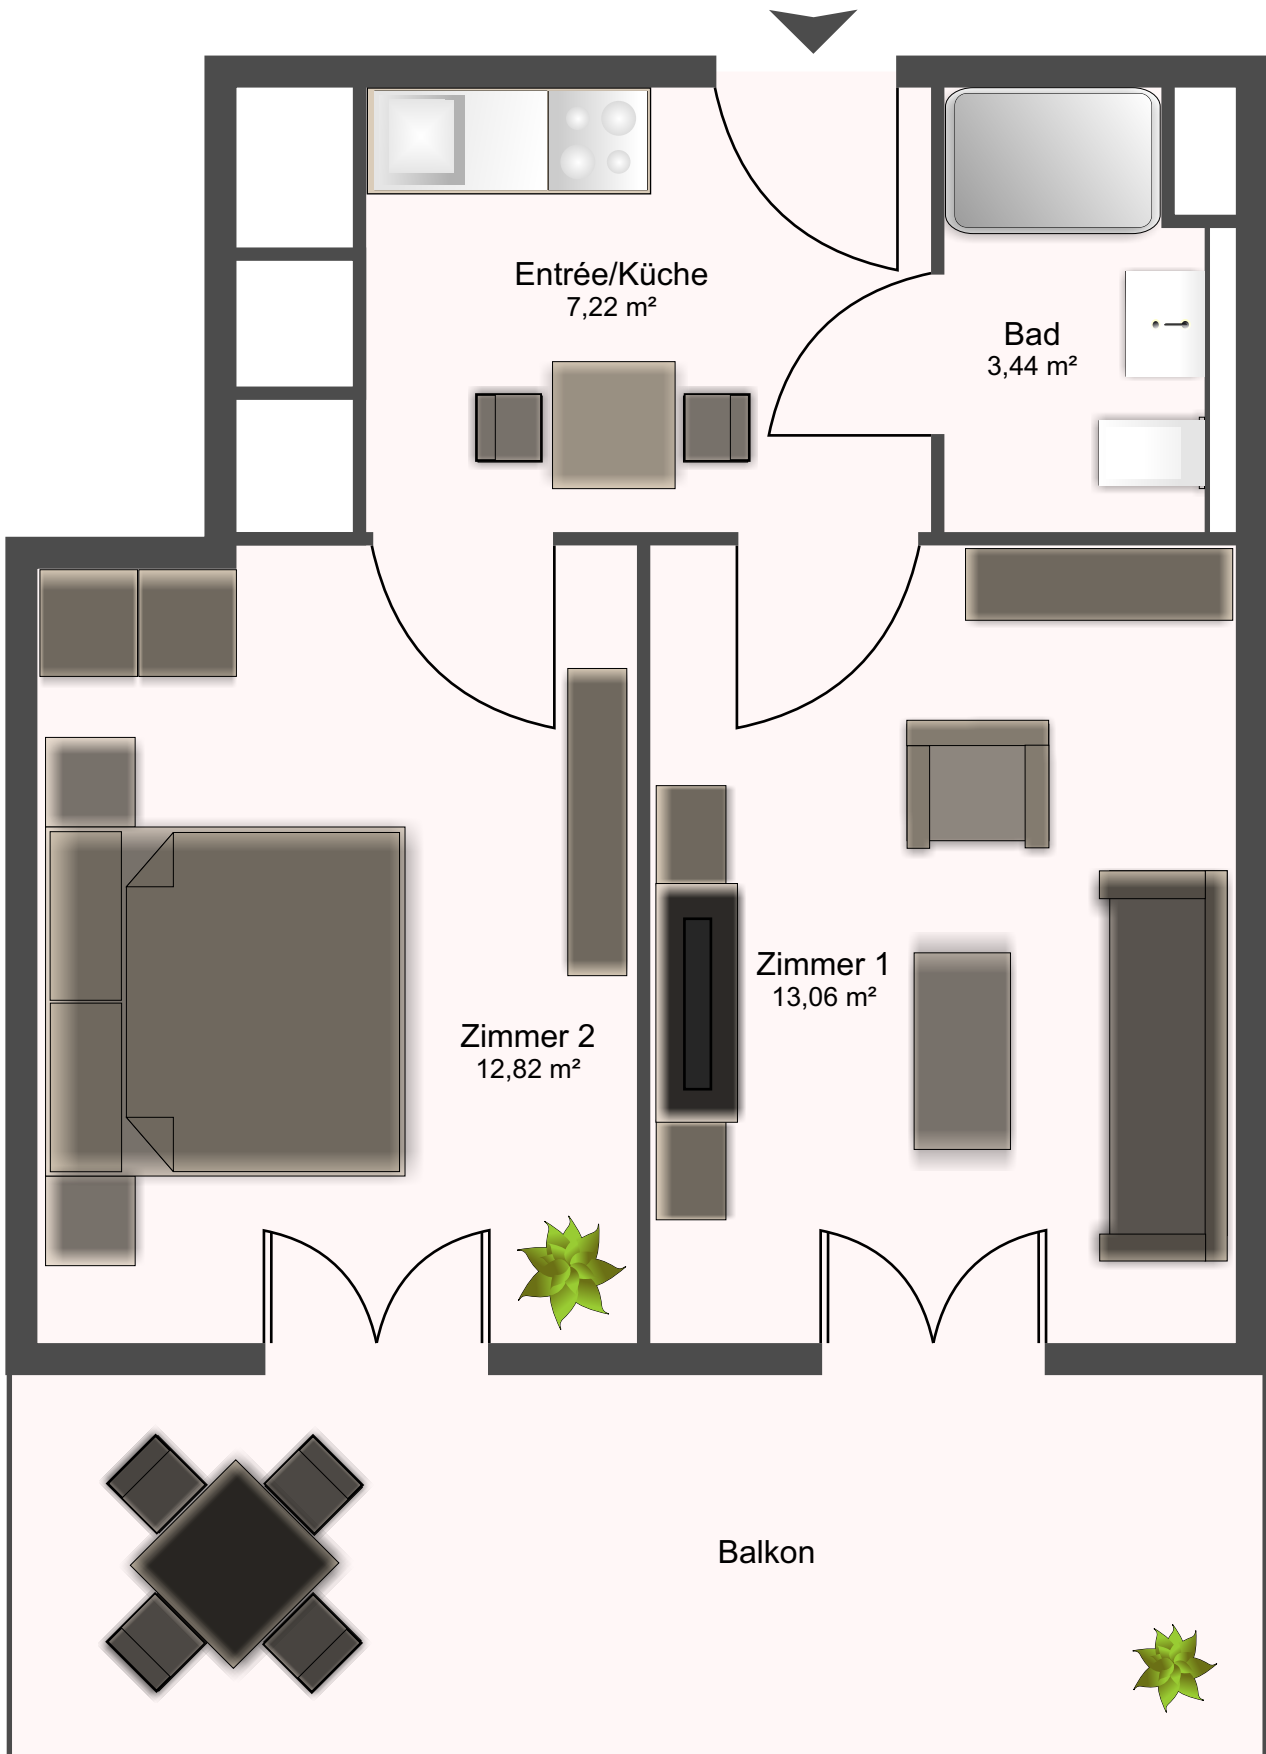 Entrée/Küche
7,22 m²
Bad
3,44 m²
Zimmer 1
13,06 m²
Zimmer 2
12,82 m²
Balkon